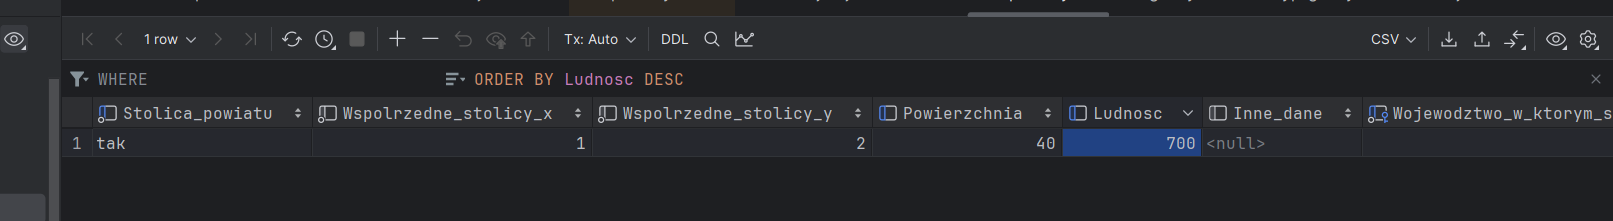 1 row Tx: Auto DDL CSV
WHERE ORDER BY Ludnosc DESC
Stolica_powiatu Wspolrzedne_stolicy_x Wspolrzedne_stolicy_y Powierzchnia Ludnosc Inne_dane Wojewodztwo_w_ktorym_s
1 tak 1 2 40 700 <null>